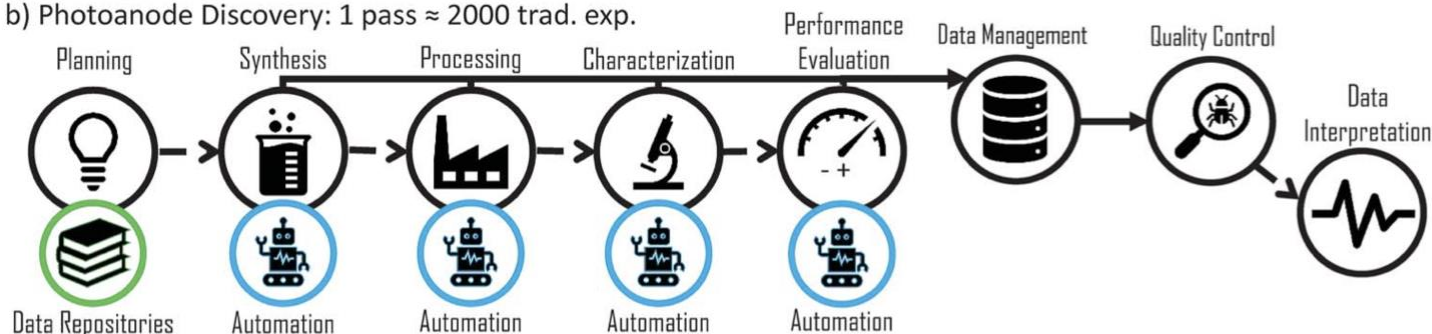 b) Photoanode Discovery: 1 pass ≈ 2000 trad. exp.
Planning
Synthesis
Processing
Characterization
Performance
Evaluation
Data Management
Quality Control
Data
Interpretation
- +
Data Repositories
Automation
Automation
Automation
Automation